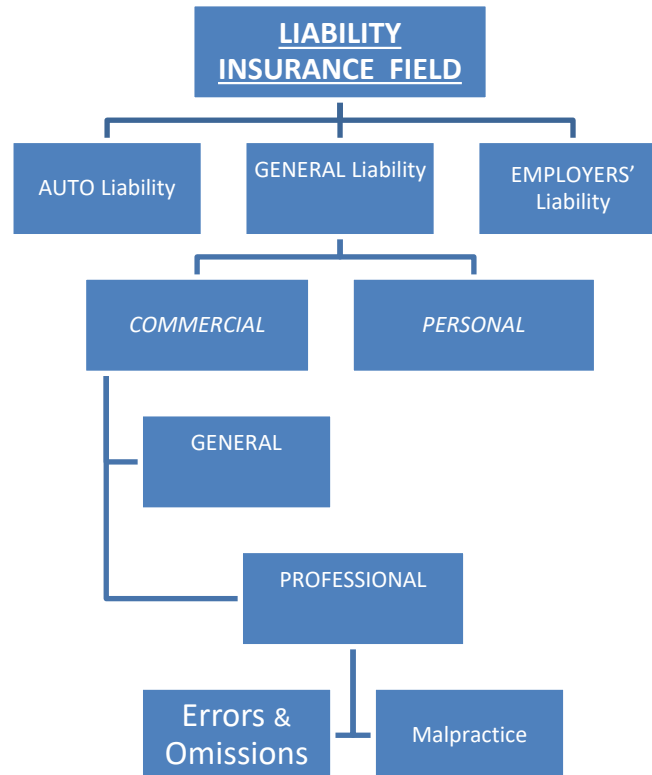 LIABILITY
INSURANCE FIELD
AUTO Liability
GENERAL Liability
EMPLOYERS'
Liability
COMMERCIAL
PERSONAL
GENERAL
PROFESSIONAL
Errors &
Omissions
Malpractice